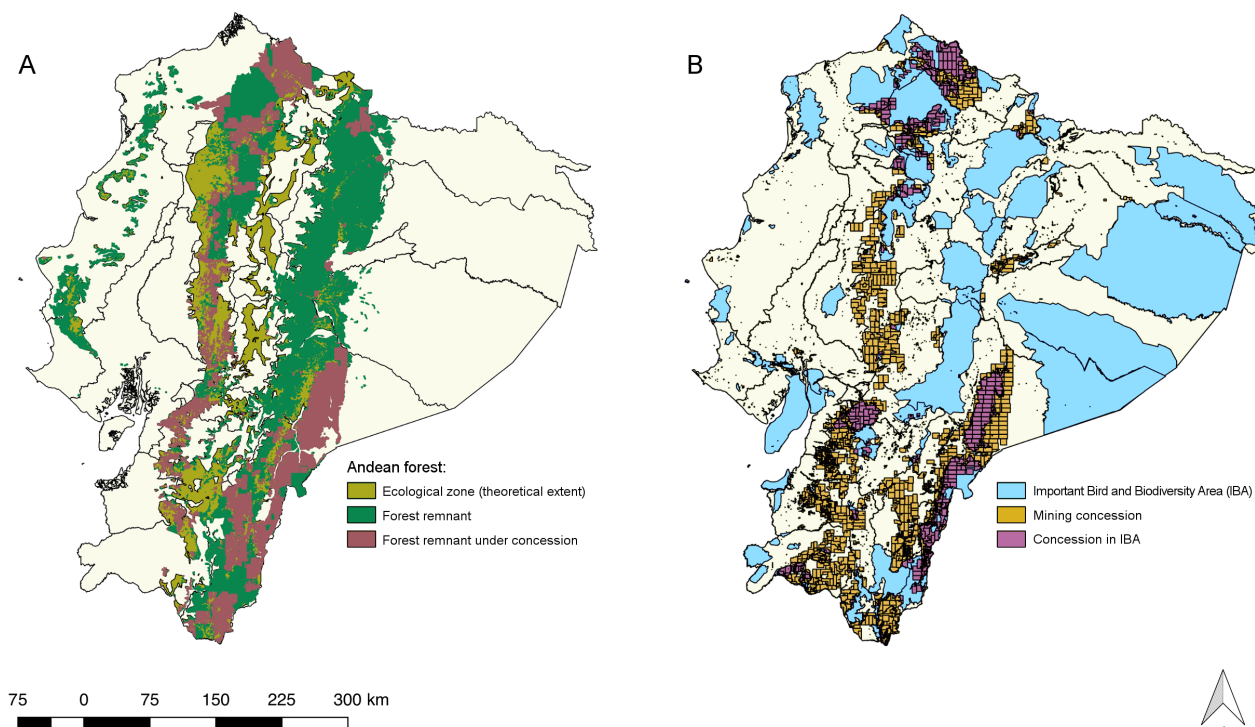 A
Andean forest:
Ecological zone (theoretical extent)
Forest remnant
Forest remnant under concession
B
Important Bird and Biodiversity Area (IBA)
Mining concession
Concession in IBA
75 0 75 150 225 300 km